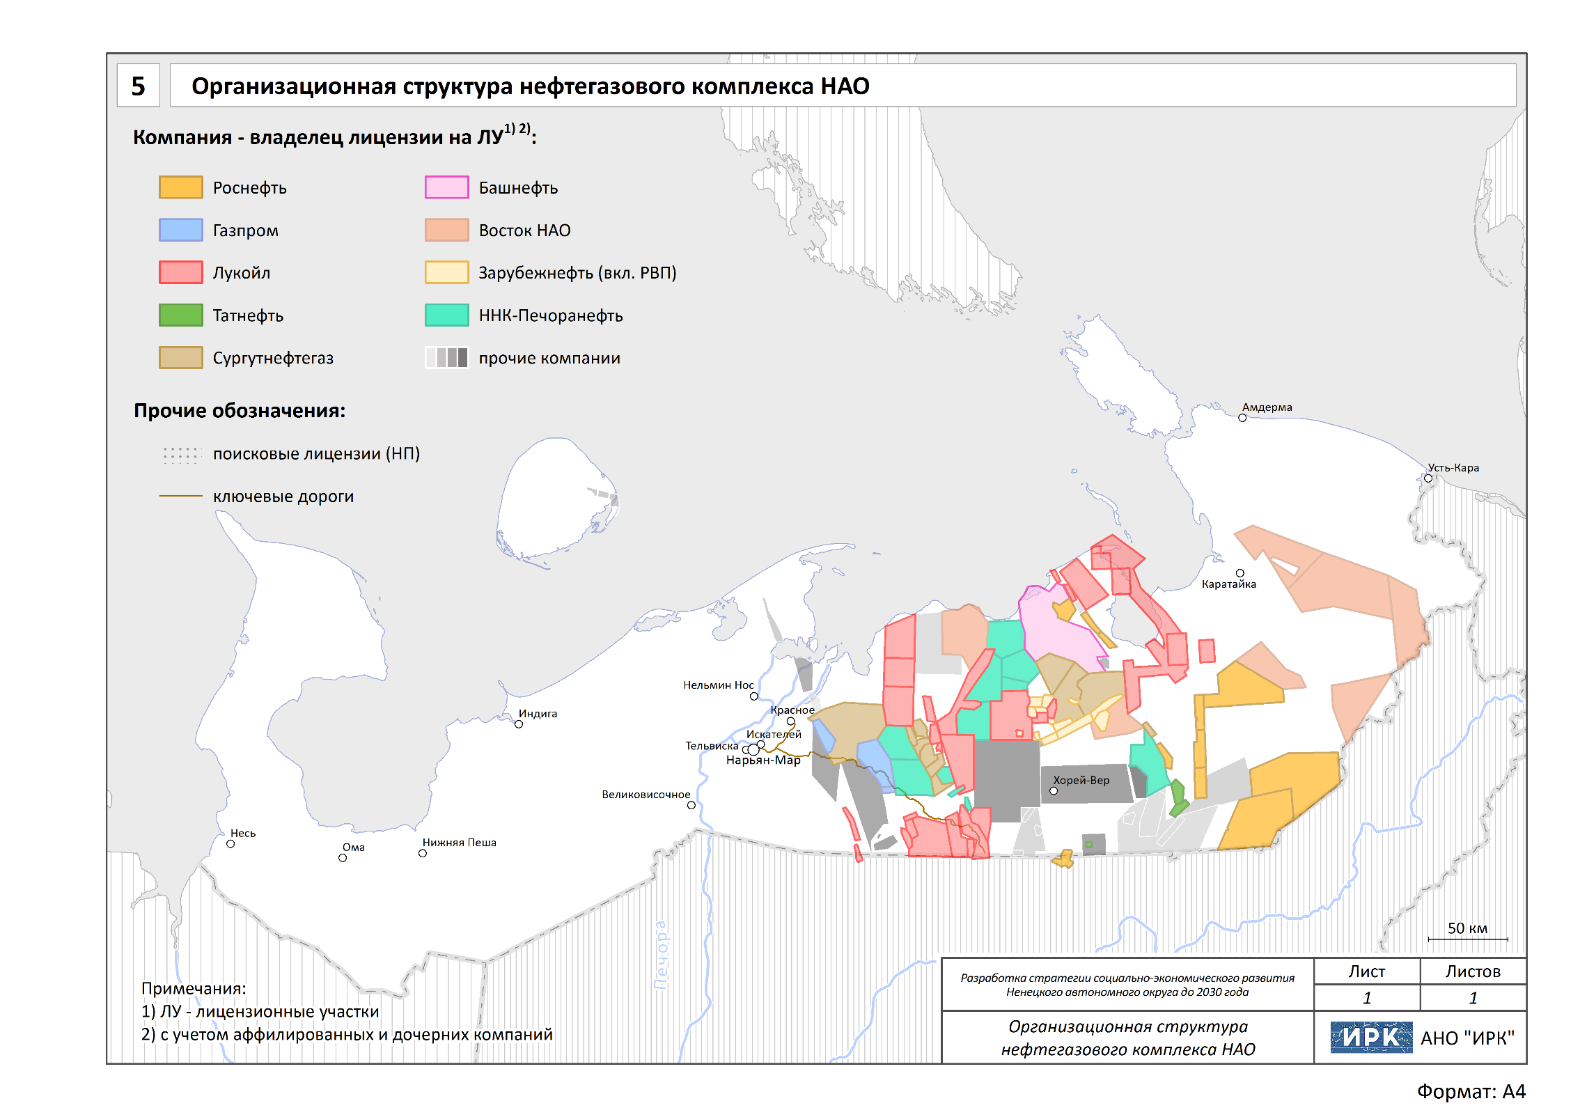 5
Организационная структура нефтегазового комплекса НАО
Компания - владелец лицензии на ЛУ1) 2):
Роснефть
Газпром
Лукойл
Татнефть
Сургутнефтегаз
Башнефть
Восток НАО
Зарубежнефть (вкл. РВП)
ННК-Печоранефть
прочие компании
Прочие обозначения:
поисковые лицензии (НП)
ключевые дороги
Амдерма
Усть-Кара
Каратайка
Нельмин Нос
Красное
Индига
Искателей
Тельвиска
Нарьян-Мар
Хорей-Вер
Великовисочное
Несь
Ома
Нижняя Пеша
Печора
50 км
Примечания:
1) ЛУ - лицензионные участки
2) с учетом аффилированных и дочерних компаний
Разработка стратегии социально-экономического развития
Ненецкого автономного округа до 2030 года
Лист
Листов
1
1
Организационная структура
нефтегазового комплекса НАО
ИРК
АНО "ИРК"
Формат: А4